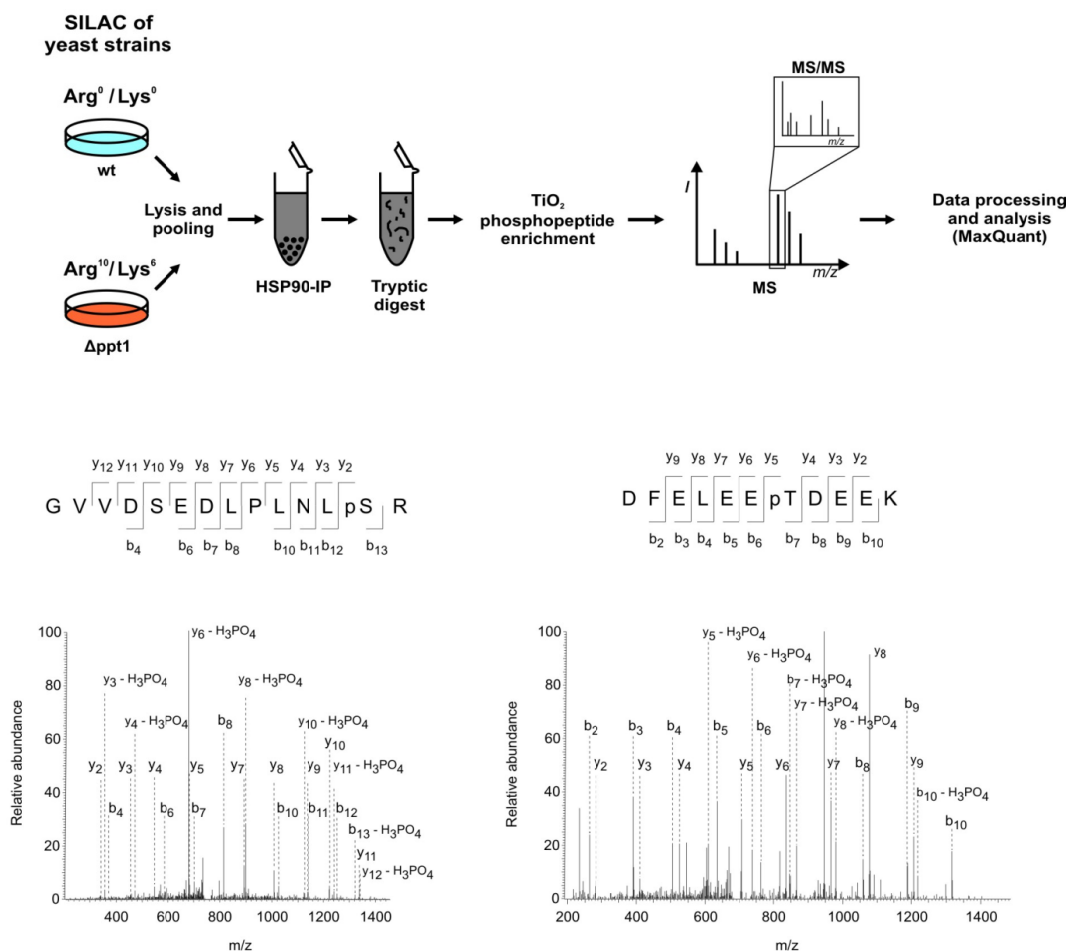 SILAC of
yeast strains
Arg⁰ / Lys⁰
wt
Arg¹⁰/ Lys⁶
Δppt1
Lysis and
pooling
HSP90-IP
Tryptic
digest
TiO₂
phosphopeptide
enrichment
MS/MS
m/z
I
m/z
MS
Data processing
and analysis
(MaxQuant)
y₁₂ y₁₁ y₁₀ y₉ y₈ y₇ y₆ y₅ y₄ y₃ y₂
G V V D S E D L P L N L pS R
b₄ b₆ b₇ b₈ b₁₀ b₁₁ b₁₂ b₁₃
y₉ y₈ y₇ y₆ y₅ y₄ y₃ y₂
D F E L E E pT D E E K
b₂ b₃ b₄ b₅ b₆ b₇ b₈ b₉ b₁₀
Relative abundance
100
80
60
40
20
0
y₆ - H₃PO₄
y₃ - H₃PO₄
y₈ - H₃PO₄
y₄ - H₃PO₄
b₈
y₁₀ - H₃PO₄
y₁₀
y₂ y₃ y₄ y₅ y₇ y₈ y₉ y₁₁ - H₃PO₄
b₄ b₆ b₇ b₁₀ b₁₁ b₁₂
b₁₃ - H₃PO₄
y₁₁
y₁₂ - H₃PO₄
400 600 800 1000 1200 1400
m/z
Relative abundance
100
80
60
40
20
0
y₅ - H₃PO₄
y₆ - H₃PO₄
y₈
b₇ - H₃PO₄
y₇ - H₃PO₄
y₈ - H₃PO₄
b₂ b₃ b₄ b₅ b₆ b₉
y₂ y₃ y₄ y₅ y₆ y₇ b₈ y₉
b₁₀ - H₃PO₄
b₁₀
200 400 600 800 1000 1200 1400
m/z